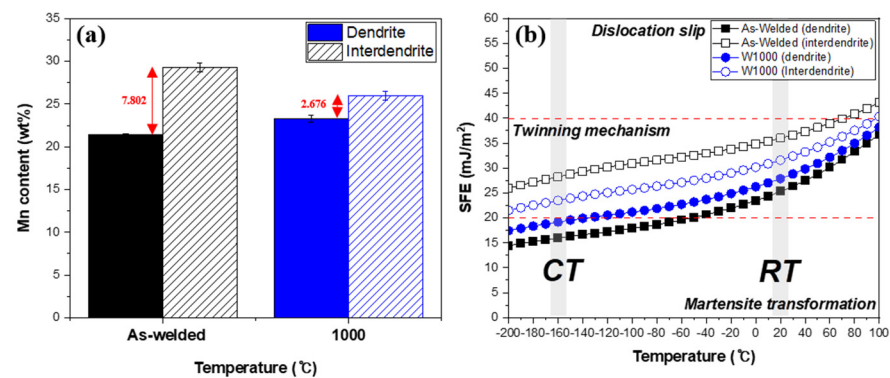 (a)
Dendrite
Interdendrite
Mn content (wt%)
35
30
25
20
15
10
5
0
7.802
2.676
As-welded
1000
Temperature (℃)
(b)
Dislocation slip
As-Welded (dendrite)
As-Welded (interdendrite)
W1000 (dendrite)
W1000 (Interdendrite)
SFE (mJ/m²)
60
55
50
45
40
35
30
25
20
15
10
5
0
Twinning mechanism
CT
RT
Martensite transformation
-200 -180 -160 -140 -120 -100 -80 -60 -40 -20 0 20 40 60 80 100
Temperature (℃)